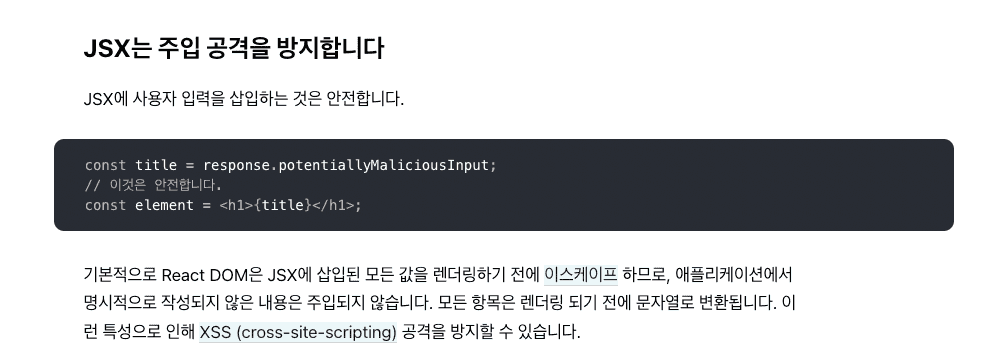 JSX는 주입 공격을 방지합니다
JSX에 사용자 입력을 삽입하는 것은 안전합니다.
const title = response.potentiallyMaliciousInput;
// 이것은 안전합니다.
const element = <h1>{title}</h1>;
기본적으로 React DOM은 JSX에 삽입된 모든 값을 렌더링하기 전에 이스케이프 하므로, 애플리케이션에서
명시적으로 작성되지 않은 내용은 주입되지 않습니다. 모든 항목은 렌더링 되기 전에 문자열로 변환됩니다. 이
런 특성으로 인해 XSS (cross-site-scripting) 공격을 방지할 수 있습니다.